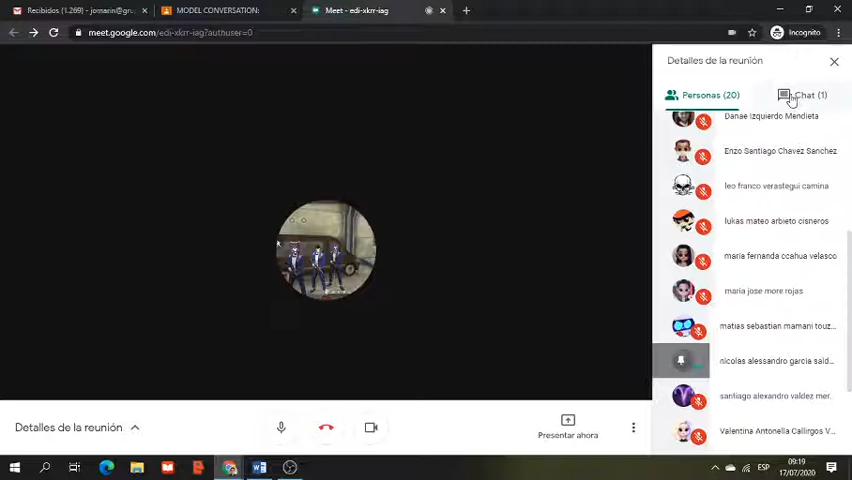 Recibidos (1.269) - jornarin@gru
MODEL CONVERSATION:
Meet - edi-xkrr-iag
meet.google.com/edi-xkrr-iag?authuser=0
Incognito
Detalles de la reunión
Personas (20)
Chat (1)
Danae Izquierdo Mendieta
Enzo Santiago Chavez Sanchez
leo franco verastegui camina
lukas mateo arbieto cisneros
maria fernanda ccahua velasco
maria jose more rojas
matias sebastian mamani touz...
nicolas alessandro garcia sald...
santiago alexandro valdez mer.
Valentina Antonella Callirgos V...
Detalles de la reunión
Presentar ahora
ESP
09:19
17/07/2020